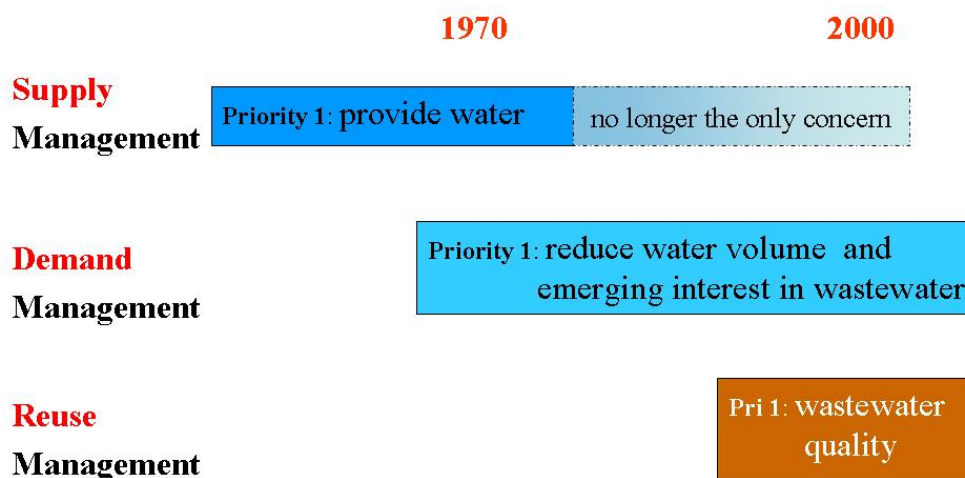 1970 2000
Supply
Management
Priority 1: provide water
no longer the only concern
Demand
Management
Priority 1: reduce water volume and
emerging interest in wastewater
Reuse
Management
Pri 1: wastewater
quality